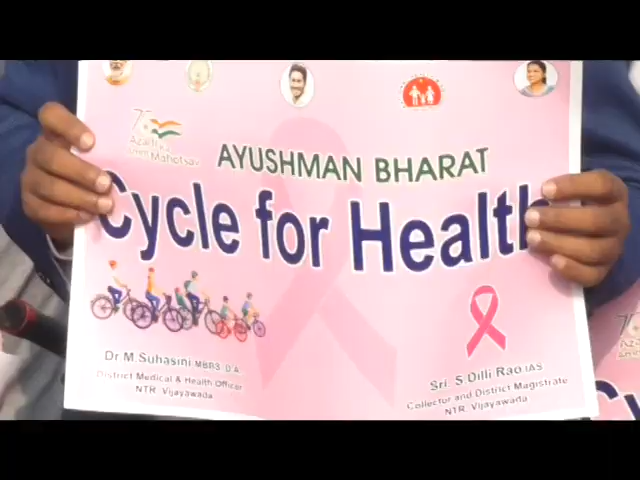 75
Azadi Ka
Amrit Mahotsav
AYUSHMAN BHARAT
Cycle for Health
Dr M.Suhasini MBBS.D.A.
District Medical & Health Officer
NTR. Vijayawada
Sri. S.Dilli Rao IAS
Collector and District Magistrate
NTR. Vijayawada